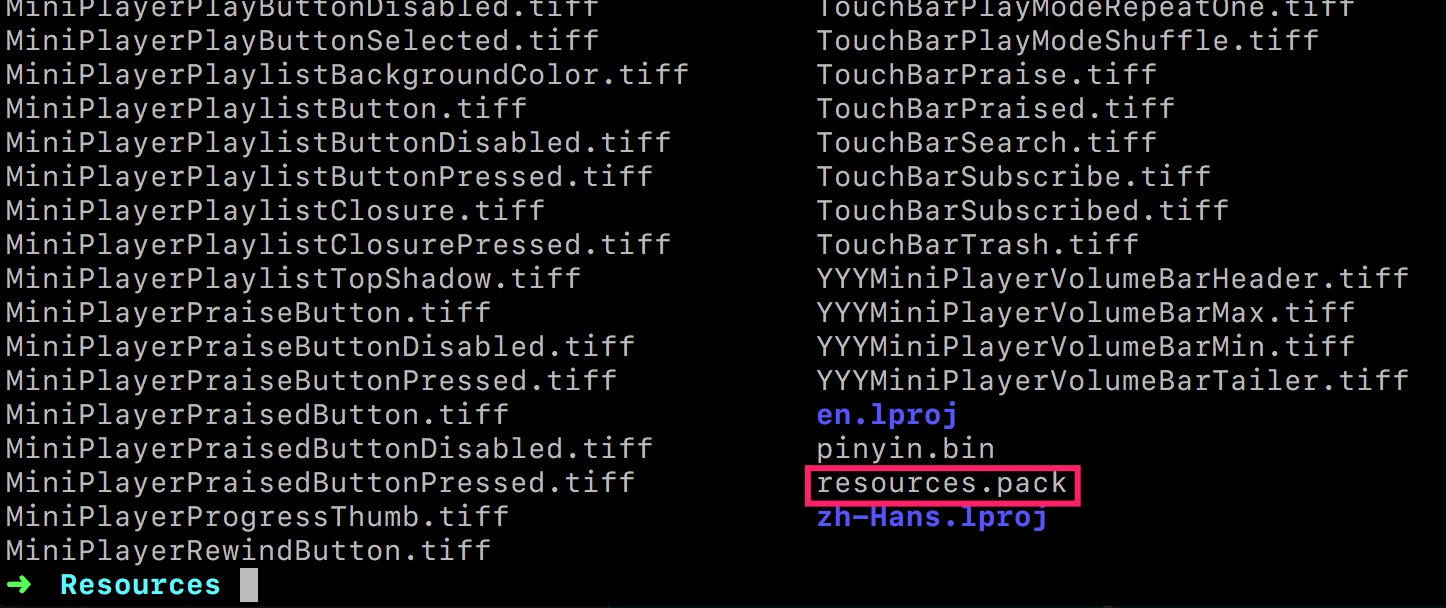 MiniPlayerPlayButtonDisabled.tiff TouchBarPlayModeRepeatOne.tiff
MiniPlayerPlayButtonSelected.tiff TouchBarPlayModeShuffle.tiff
MiniPlayerPlaylistBackgroundColor.tiff TouchBarPraise.tiff
MiniPlayerPlaylistButton.tiff TouchBarPraised.tiff
MiniPlayerPlaylistButtonDisabled.tiff TouchBarSearch.tiff
MiniPlayerPlaylistButtonPressed.tiff TouchBarSubscribe.tiff
MiniPlayerPlaylistClosure.tiff TouchBarSubscribed.tiff
MiniPlayerPlaylistClosurePressed.tiff TouchBarTrash.tiff
MiniPlayerPlaylistTopShadow.tiff YYYMiniPlayerVolumeBarHeader.tiff
MiniPlayerPraiseButton.tiff YYYMiniPlayerVolumeBarMax.tiff
MiniPlayerPraiseButtonDisabled.tiff YYYMiniPlayerVolumeBarMin.tiff
MiniPlayerPraiseButtonPressed.tiff YYYMiniPlayerVolumeBarTailer.tiff
MiniPlayerPraisedButton.tiff en.lproj
MiniPlayerPraisedButtonDisabled.tiff pinyin.bin
MiniPlayerPraisedButtonPressed.tiff resources.pack
MiniPlayerProgressThumb.tiff zh-Hans.lproj
MiniPlayerRewindButton.tiff
➜ Resources